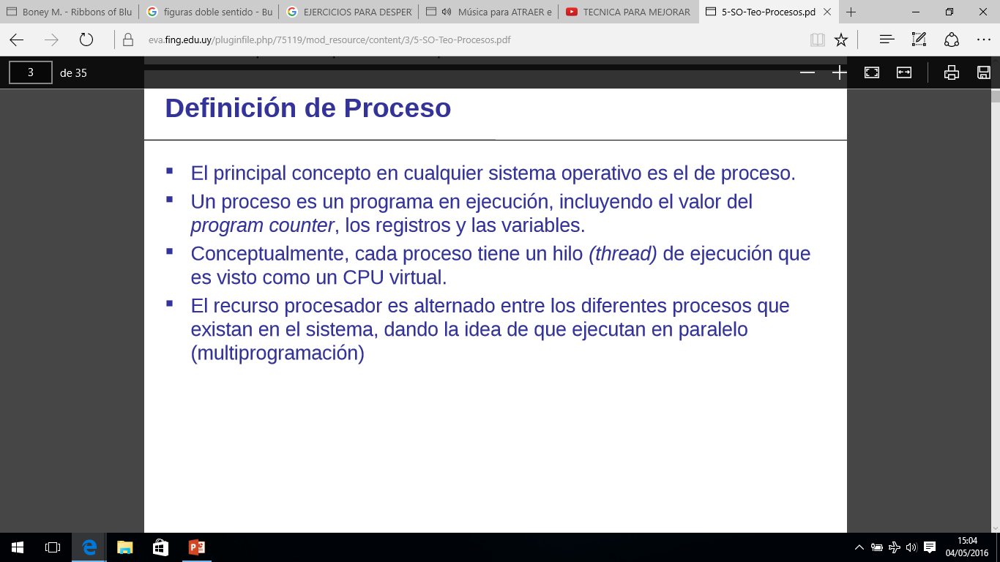 Boney M. - Ribbons of Blu
figuras doble sentido - Bu
EJERCICIOS PARA DESPER
Música para ATRAER e
TECNICA PARA MEJORAR
5-SO-Teo-Procesos.pd
eva.fing.edu.uy/pluginfile.php/75119/mod_resource/content/3/5-SO-Teo-Procesos.pdf
3 de 35
Definición de Proceso
El principal concepto en cualquier sistema operativo es el de proceso.
Un proceso es un programa en ejecución, incluyendo el valor del
program counter, los registros y las variables.
Conceptualmente, cada proceso tiene un hilo (thread) de ejecución que
es visto como un CPU virtual.
El recurso procesador es alternado entre los diferentes procesos que
existan en el sistema, dando la idea de que ejecutan en paralelo
(multiprogramación)
15:04
04/05/2016